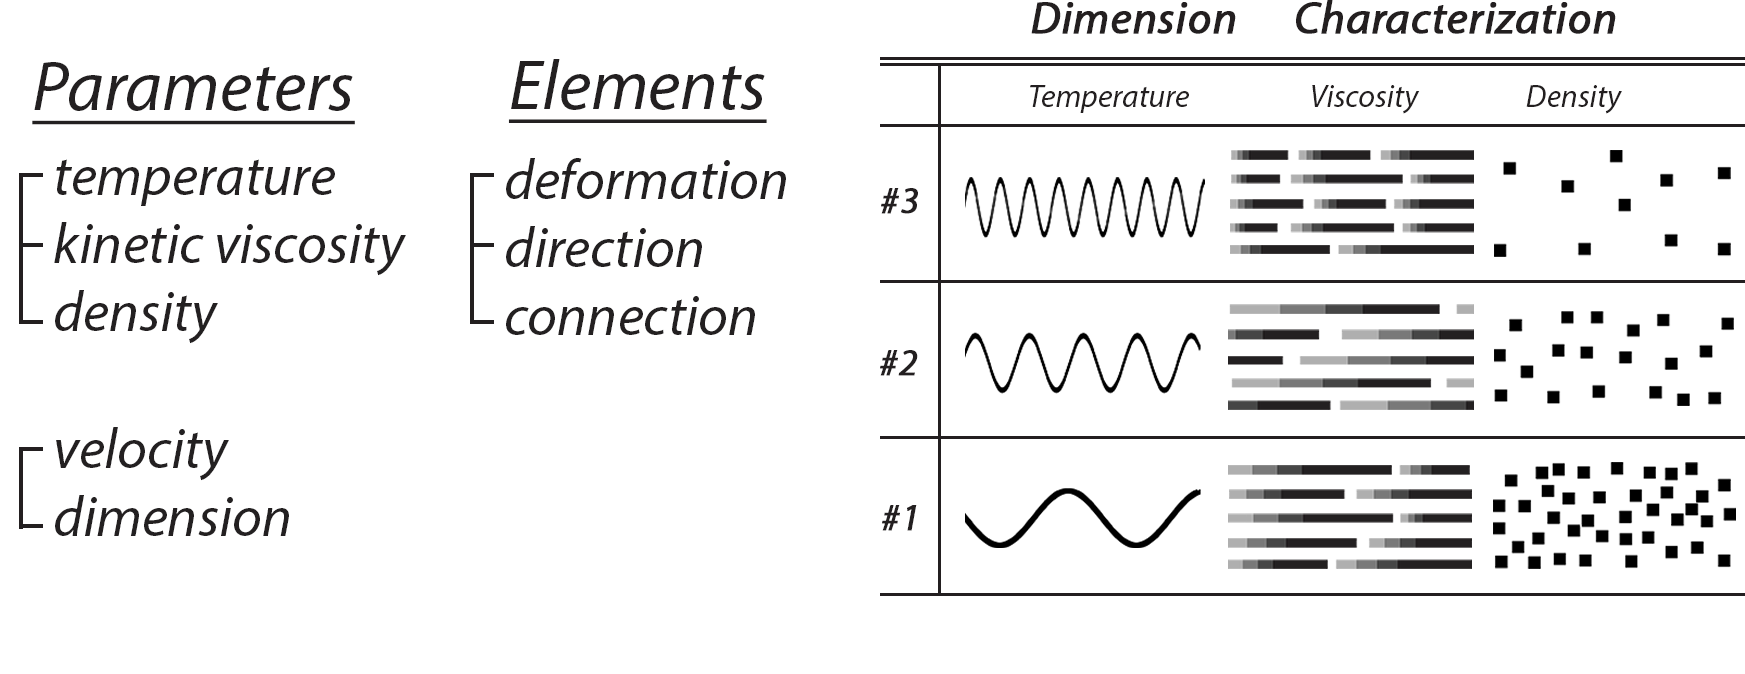 Parameters
temperature
kinetic viscosity
density
velocity
dimension
Elements
deformation
direction
connection
Dimension Characterization
Temperature Viscosity Density
#3
#2
#1